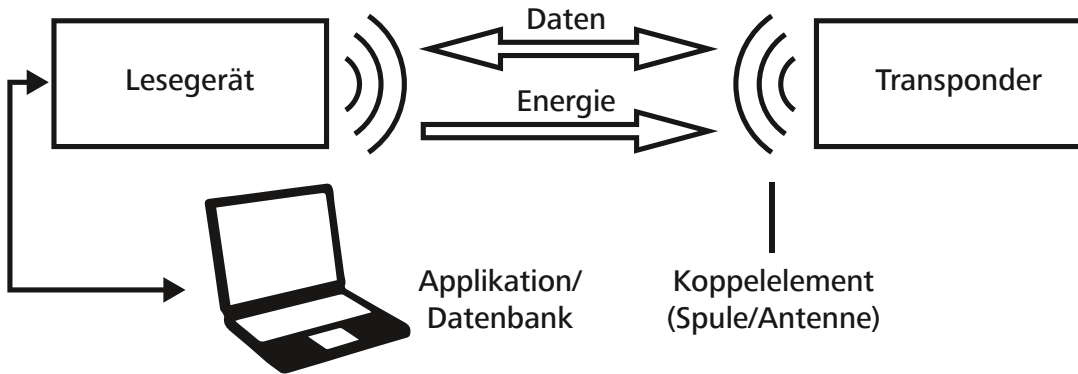 Daten
Lesegerät
Transponder
Energie
Applikation/
Datenbank
Koppelelement
(Spule/Antenne)